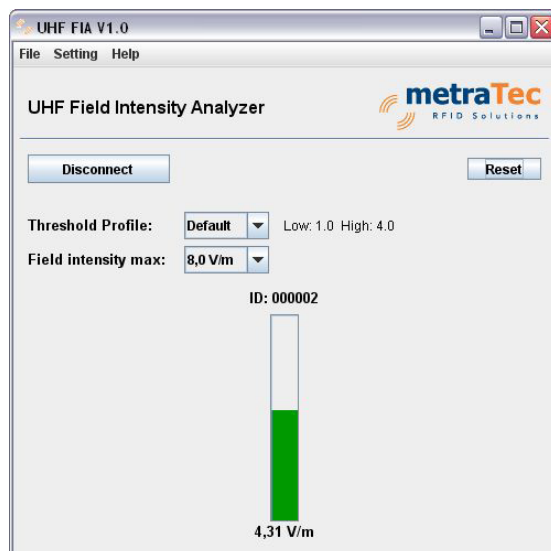 UHF FIA V1.0
File Setting Help
UHF Field Intensity Analyzer
metraTec
RFID Solutions
Disconnect
Reset
Threshold Profile: Default Low: 1.0 High: 4.0
Field intensity max: 8,0 V/m
ID: 000002
4,31 V/m